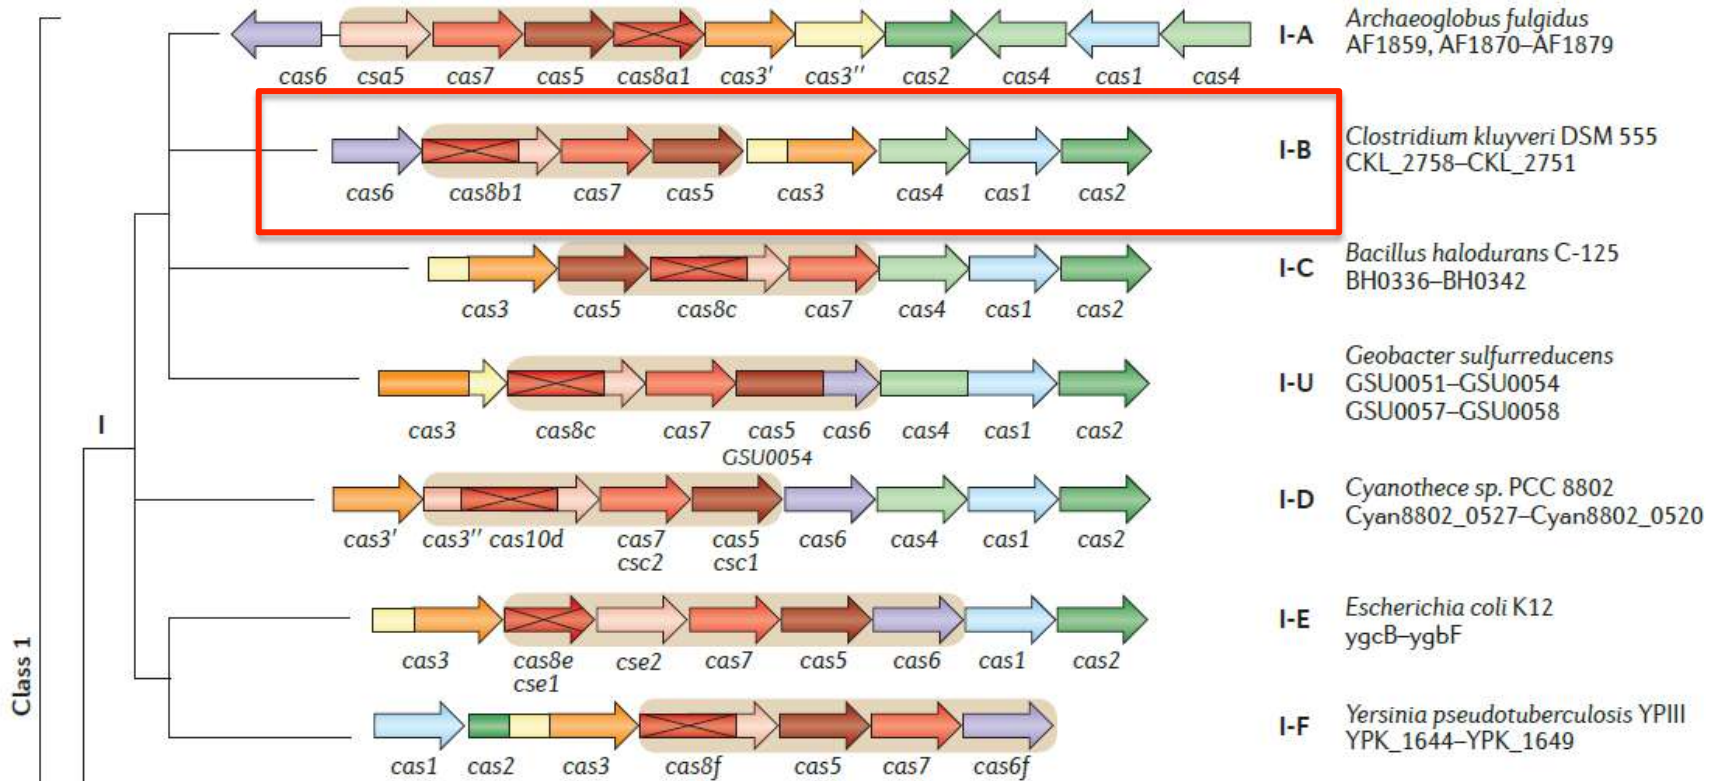 I-A
Archaeoglobus fulgidus
AF1859, AF1870–AF1879
cas6 csa5 cas7 cas5 cas8a1 cas3' cas3'' cas2 cas4 cas1 cas4
I-B
Clostridium kluyveri DSM 555
CKL_2758–CKL_2751
cas6 cas8b1 cas7 cas5 cas3 cas4 cas1 cas2
I-C
Bacillus halodurans C-125
BH0336–BH0342
cas3 cas5 cas8c cas7 cas4 cas1 cas2
I-U
Geobacter sulfurreducens
GSU0051–GSU0054
GSU0057–GSU0058
cas3 cas8c cas7 cas5 cas6 cas4 cas1 cas2
GSU0054
I
I-D
Cyanothece sp. PCC 8802
Cyan8802_0527–Cyan8802_0520
cas3' cas3'' cas10d cas7 cas5 cas6 cas4 cas1 cas2
csc2 csc1
I-E
Escherichia coli K12
ygcB–ygbF
cas3 cas8e cse2 cas7 cas5 cas6 cas1 cas2
cse1
I-F
Yersinia pseudotuberculosis YPIII
YPK_1644–YPK_1649
cas1 cas2 cas3 cas8f cas5 cas7 cas6f
Class 1